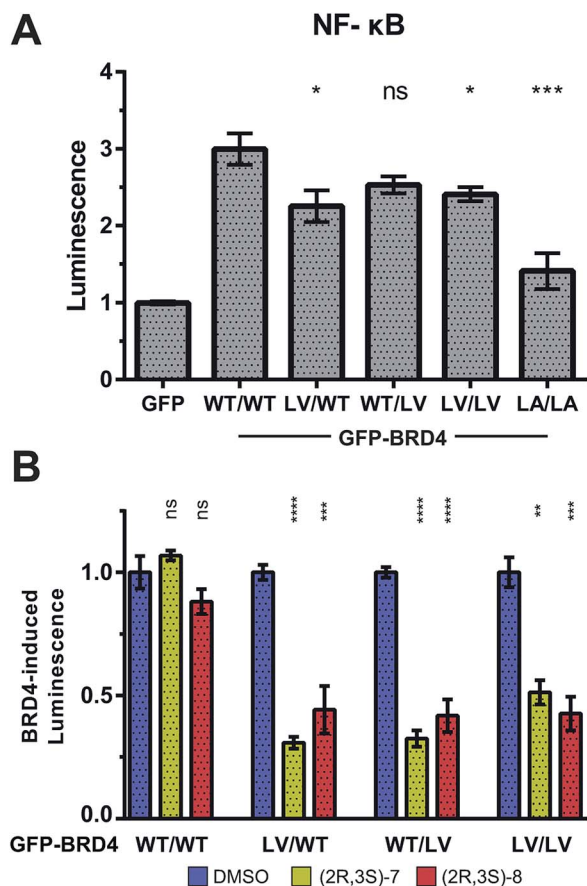 A
NF- κB
4
3
2
1
0
Luminescence
* ns * ***
GFP WT/WT LV/WT WT/LV LV/LV LA/LA
GFP-BRD4
B
1.0
0.5
0.0
BRD4-induced
Luminescence
ns ns **** *** **** **** ** ***
GFP-BRD4 WT/WT LV/WT WT/LV LV/LV
DMSO (2R,3S)-7 (2R,3S)-8